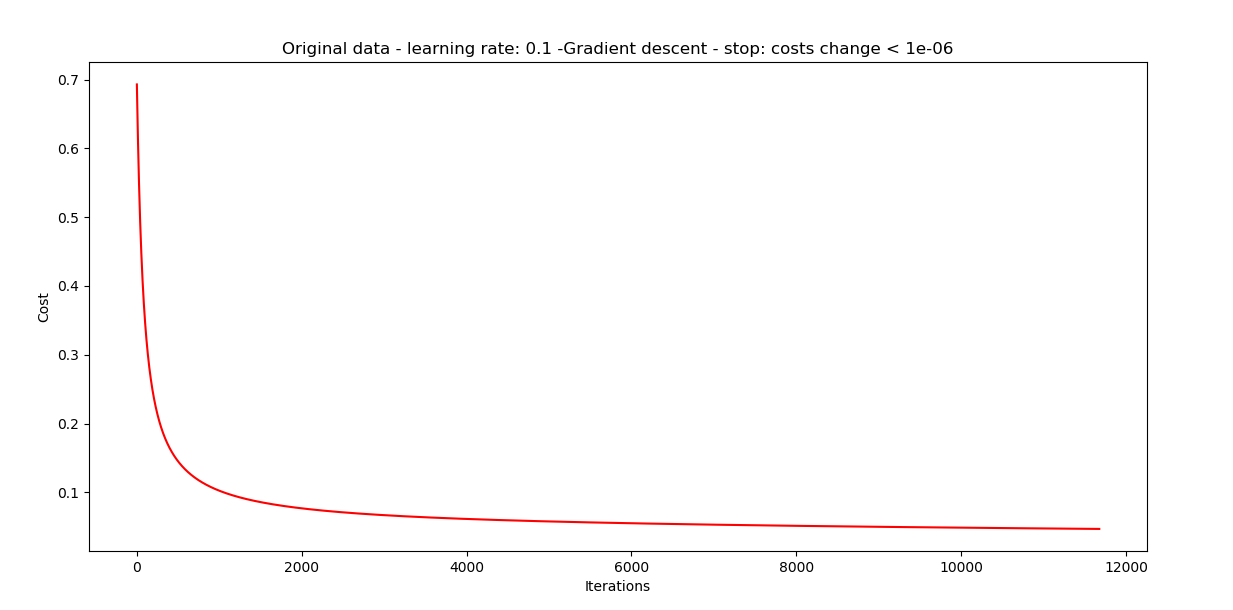 Original data - learning rate: 0.1 -Gradient descent - stop: costs change < 1e-06
0.7
0.6
0.5
0.4
0.3
0.2
0.1
Cost
0 2000 4000 6000 8000 10000 12000
Iterations